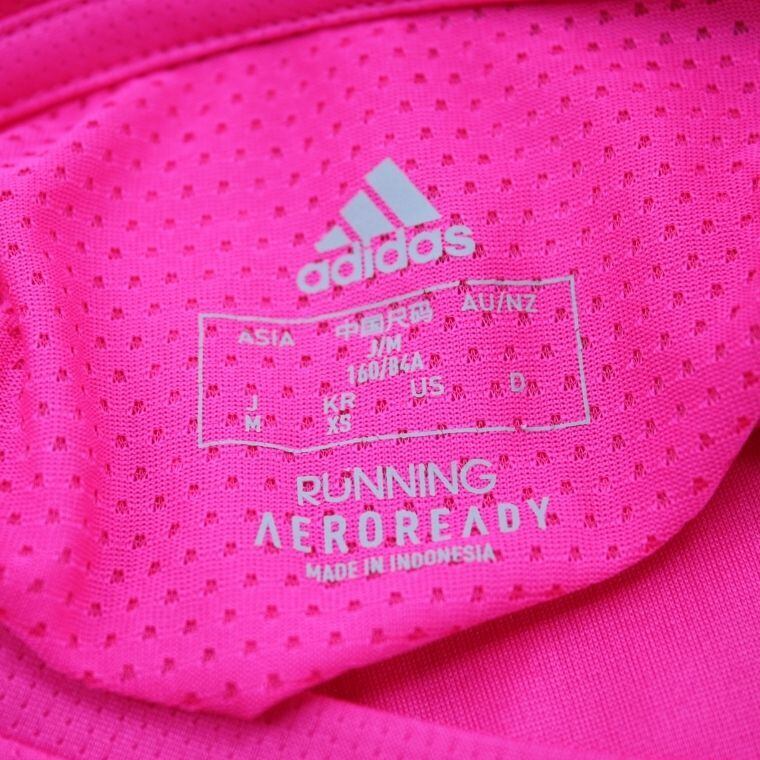 adidas
ASIA 中国尺码 AU/NZ
J/M
160/84A
J KR US D
M XS
RUNNING
AEROREADY
MADE IN INDONESIA